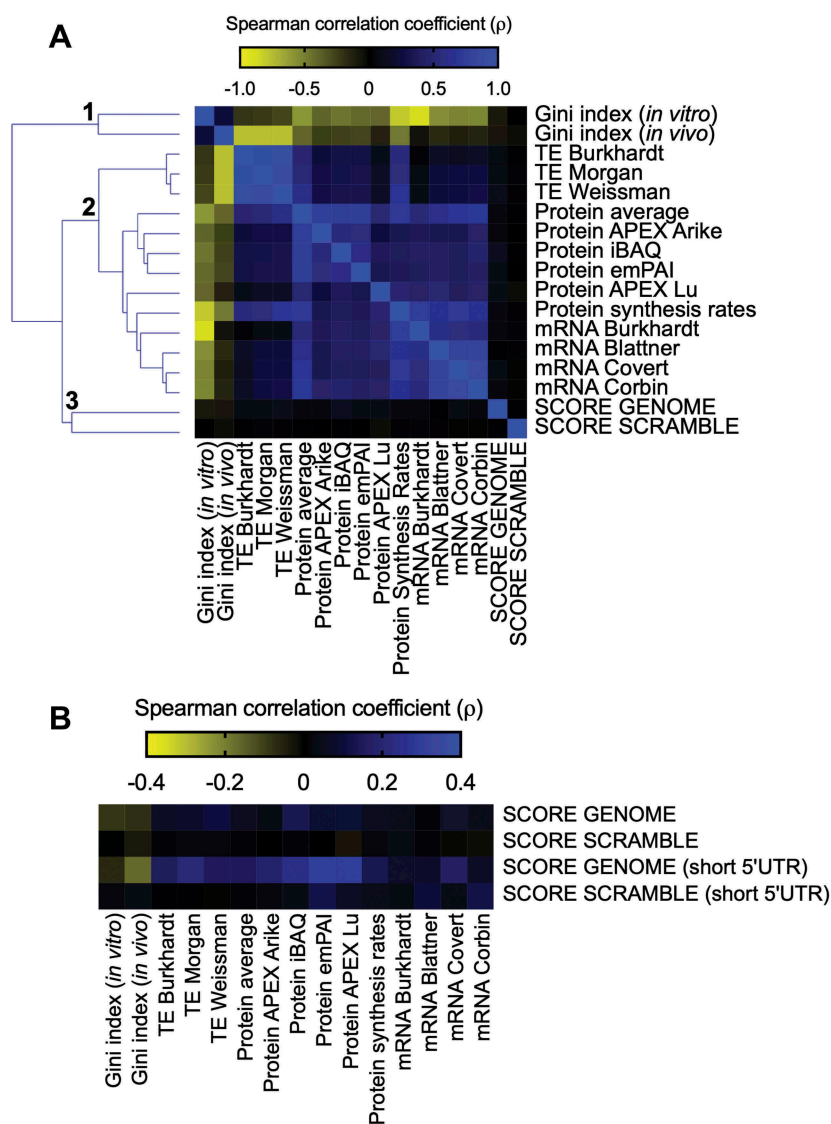 A
Spearman correlation coefficient (ρ)
-1.0 -0.5 0 0.5 1.0
1
2
3
Gini index (in vitro)
Gini index (in vivo)
TE Burkhardt
TE Morgan
TE Weissman
Protein average
Protein APEX Arike
Protein iBAQ
Protein emPAI
Protein APEX Lu
Protein synthesis rates
mRNA Burkhardt
mRNA Blattner
mRNA Covert
mRNA Corbin
SCORE GENOME
SCORE SCRAMBLE
Gini index (in vitro)
Gini index (in vivo)
TE Burkhardt
TE Morgan
TE Weissman
Protein average
Protein APEX Arike
Protein iBAQ
Protein emPAI
Protein APEX Lu
Protein Synthesis Rates
mRNA Burkhardt
mRNA Blattner
mRNA Covert
mRNA Corbin
SCORE GENOME
SCORE SCRAMBLE
B
Spearman correlation coefficient (ρ)
-0.4 -0.2 0 0.2 0.4
SCORE GENOME
SCORE SCRAMBLE
SCORE GENOME (short 5'UTR)
SCORE SCRAMBLE (short 5'UTR)
Gini index (in vitro)
Gini index (in vivo)
TE Burkhardt
TE Morgan
TE Weissman
Protein average
Protein APEX Arike
Protein iBAQ
Protein emPAI
Protein APEX Lu
Protein synthesis rates
mRNA Burkhardt
mRNA Blattner
mRNA Covert
mRNA Corbin